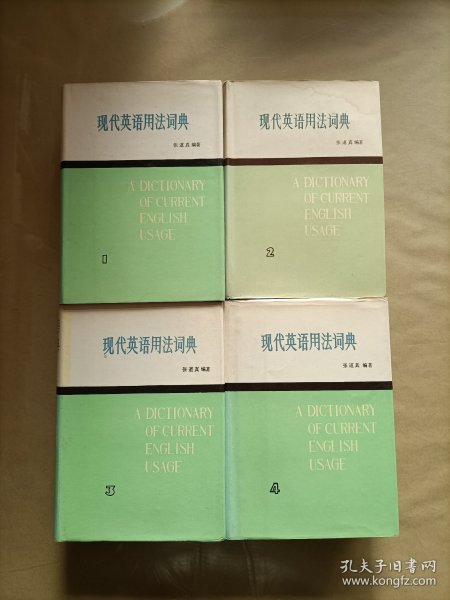 现代英语用法词典
张道真 编著
A DICTIONARY
OF CURRENT
ENGLISH
USAGE
1
现代英语用法词典
张道真 编著
A DICTIONARY
OF CURRENT
ENGLISH
USAGE
2
现代英语用法词典
张道真 编著
A DICTIONARY
OF CURRENT
ENGLISH
USAGE
3
现代英语用法词典
张道真 编著
A DICTIONARY
OF CURRENT
ENGLISH
USAGE
4
孔夫子旧书网
www.kongfz.com